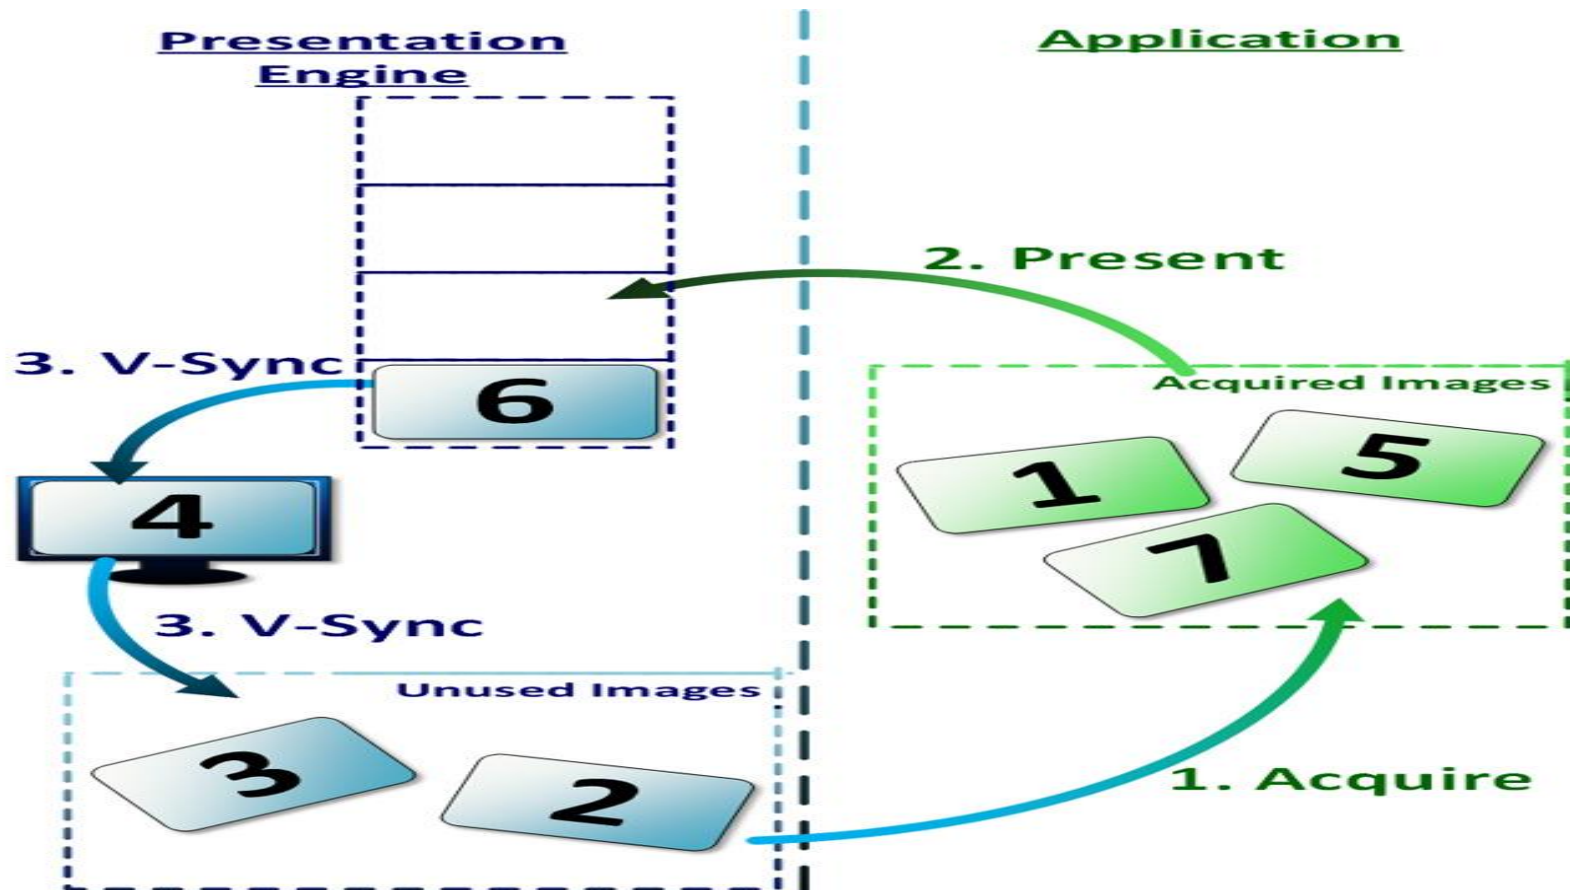 Presentation
Engine
Application
2. Present
3. V-Sync
6
Acquired Images
1
5
7
4
3. V-Sync
Unused Images
3
2
1. Acquire